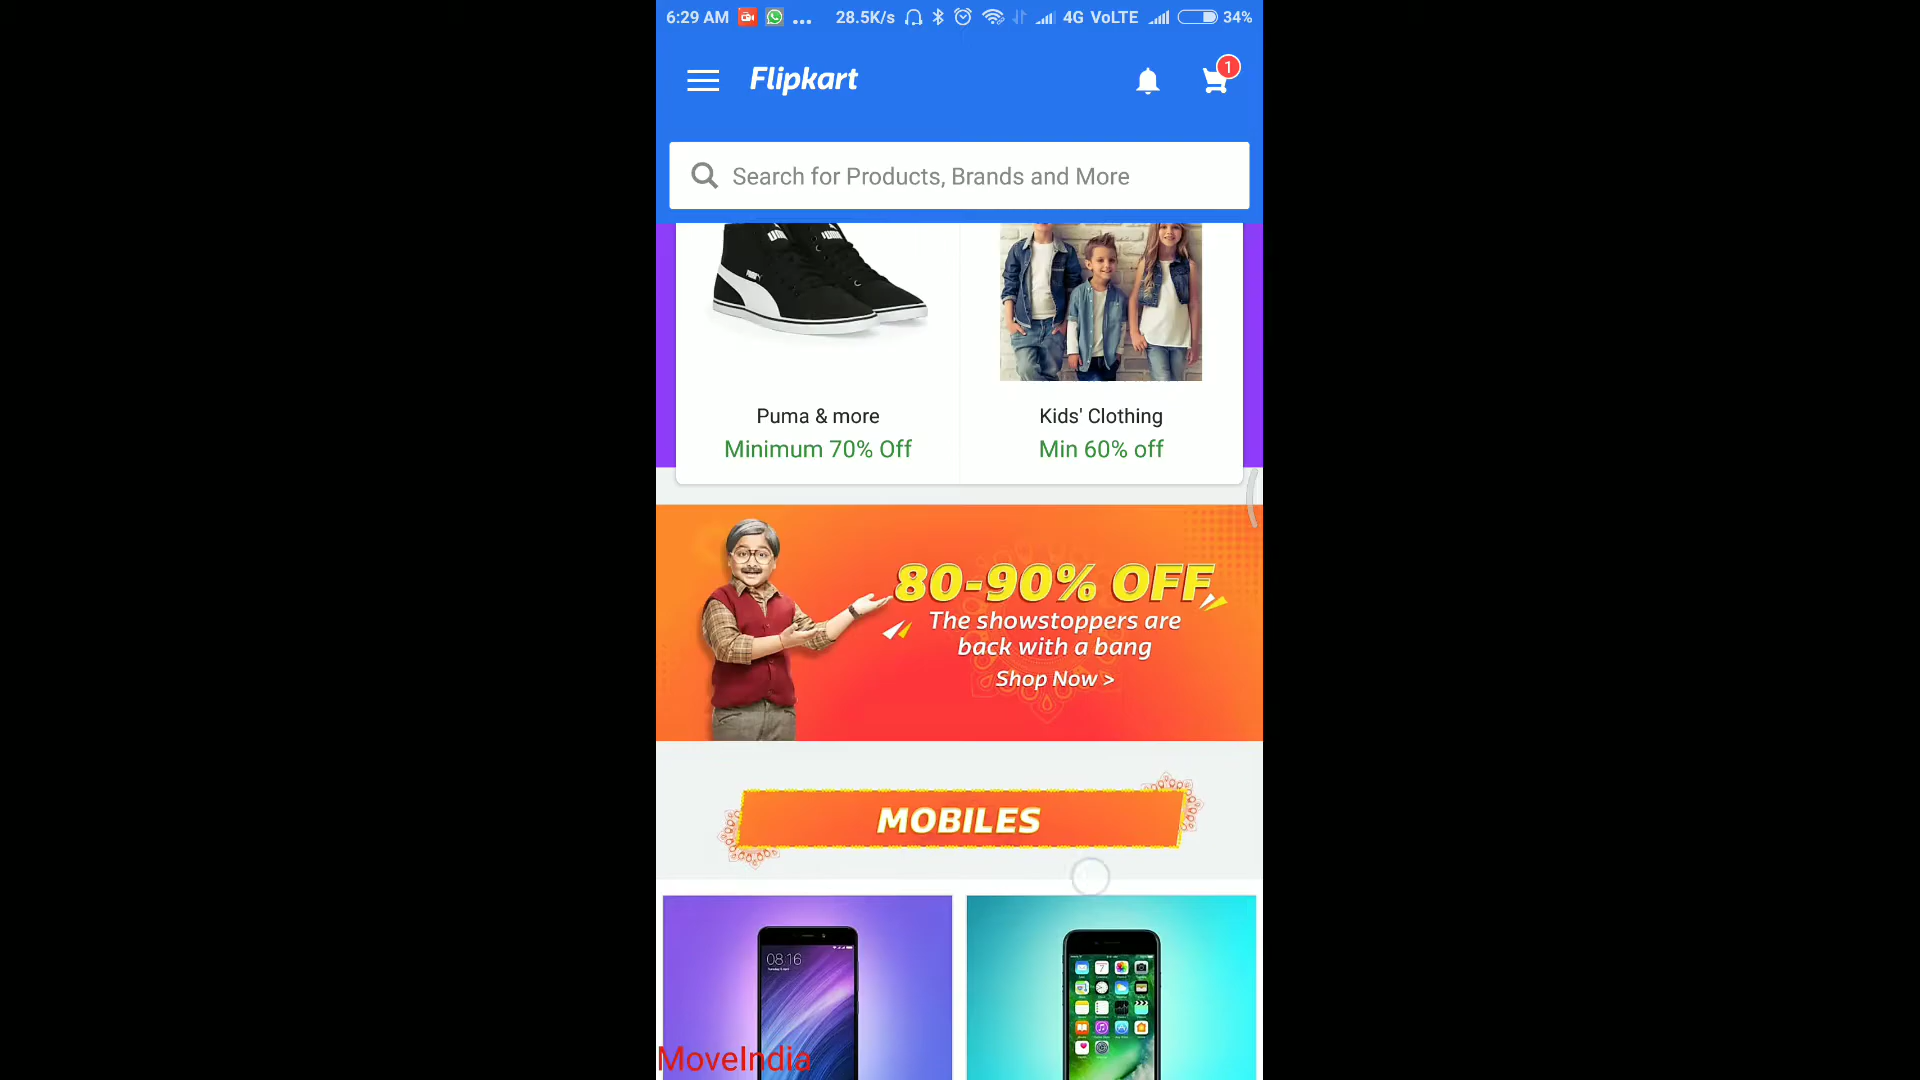 6:29 AM ... 28.5K/s 4G VoLTE 34%
Flipkart
1
Search for Products, Brands and More
PUMA
Puma & more
Minimum 70% Off
Kids' Clothing
Min 60% off
80-90% OFF
The showstoppers are
back with a bang
Shop Now >
MOBILES
08:16
MoveIndia